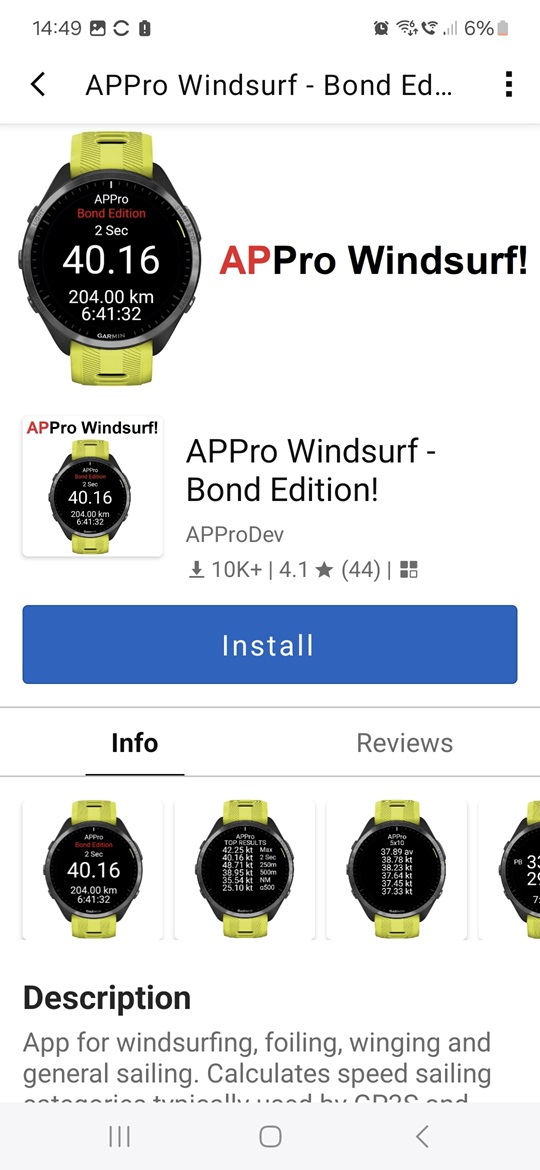 14:49
6%
APPro Windsurf - Bond Ed...
APPro
Bond Edition
2 Sec
40.16
204.00 km
6:41:32
GARMIN
APPro Windsurf!
APPro Windsurf!
APPro
Bond Edition
2 Sec
40.16
204.00 km
6:41:32
APPro Windsurf -
Bond Edition!
APProDev
10K+ | 4.1 ★ (44) |
Install
Info
Reviews
APPro
Bond Edition
2 Sec
40.16
204.00 km
6:41:32
APPro
TOP RESULTS
42.25 kt Max
40.16 kt 2 Sec
48.71 kt 250m
38.95 kt 500m
35.54 kt NM
25.10 kt α500
APPro
5x10
37.89 av
38.78 kt
38.23 kt
37.64 kt
37.45 kt
37.33 kt
PB
Description
App for windsurfing, foiling, winging and
general sailing. Calculates speed sailing
categories typically used by GP3S and